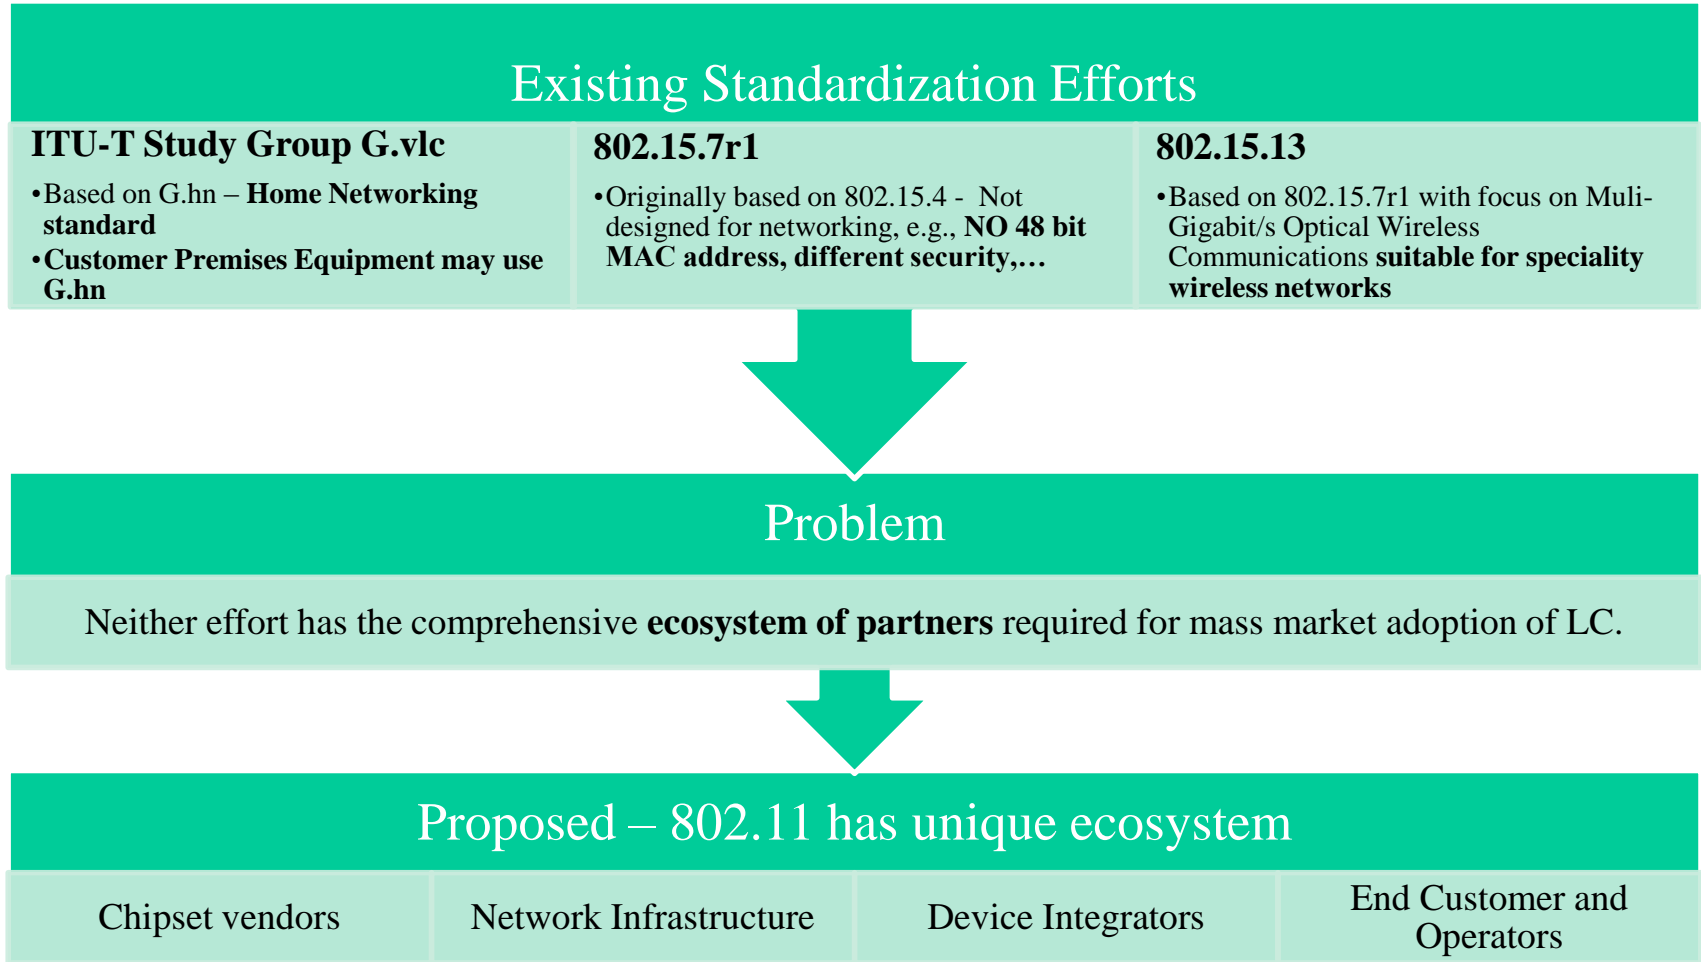 Existing Standardization Efforts
ITU-T Study Group G.vlc
•Based on G.hn – Home Networking
standard
•Customer Premises Equipment may use
G.hn
802.15.7r1
•Originally based on 802.15.4 - Not
designed for networking, e.g., NO 48 bit
MAC address, different security,…
802.15.13
•Based on 802.15.7r1 with focus on Muli-
Gigabit/s Optical Wireless
Communications suitable for speciality
wireless networks
Problem
Neither effort has the comprehensive ecosystem of partners required for mass market adoption of LC.
Proposed – 802.11 has unique ecosystem
Chipset vendors
Network Infrastructure
Device Integrators
End Customer and
Operators